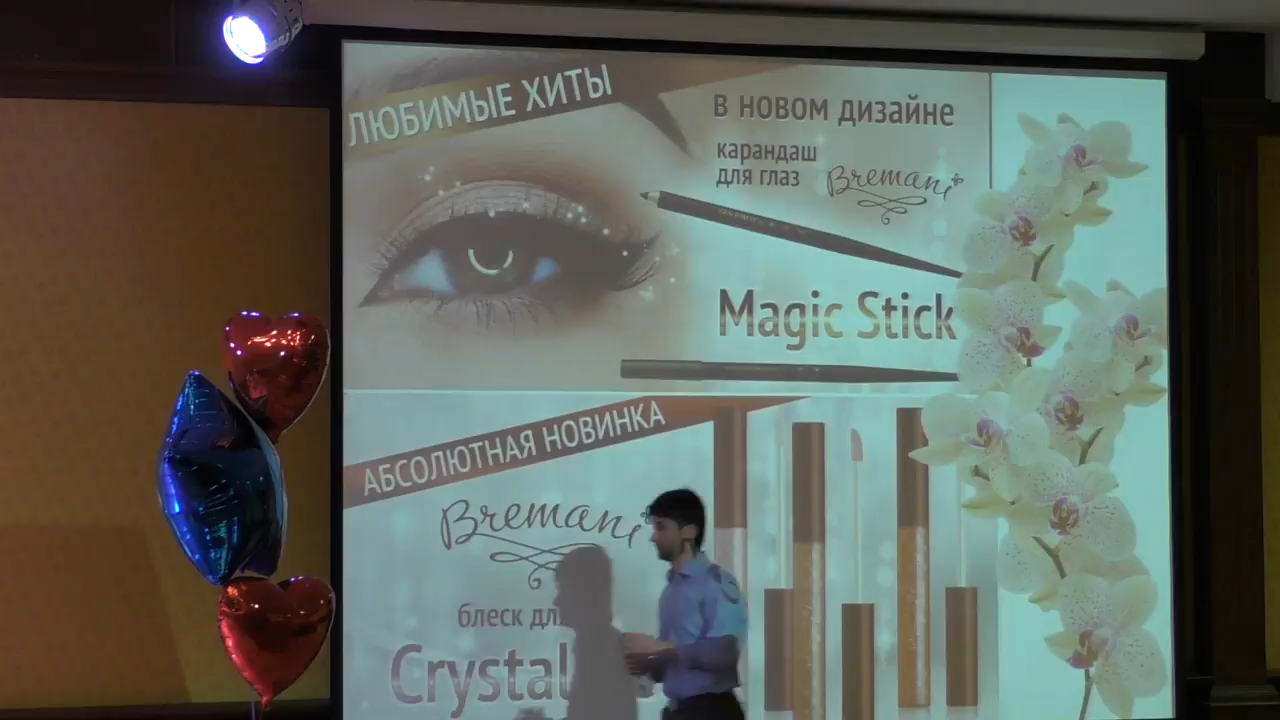 ЛЮБИМЫЕ ХИТЫ
В НОВОМ ДИЗАЙНЕ
карандаш
для глаз
Bremani
Magic Stick
АБСОЛЮТНАЯ НОВИНКА
Bremani
блеск дл
Crystal